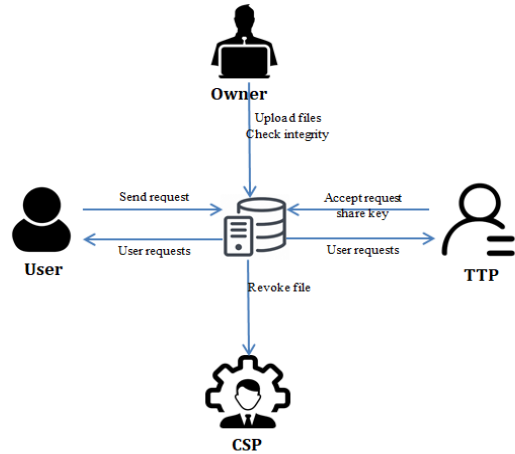 Owner
Upload files
Check integrity
Send request
Accept request
share key
User requests
User requests
User
TTP
Revoke file
CSP